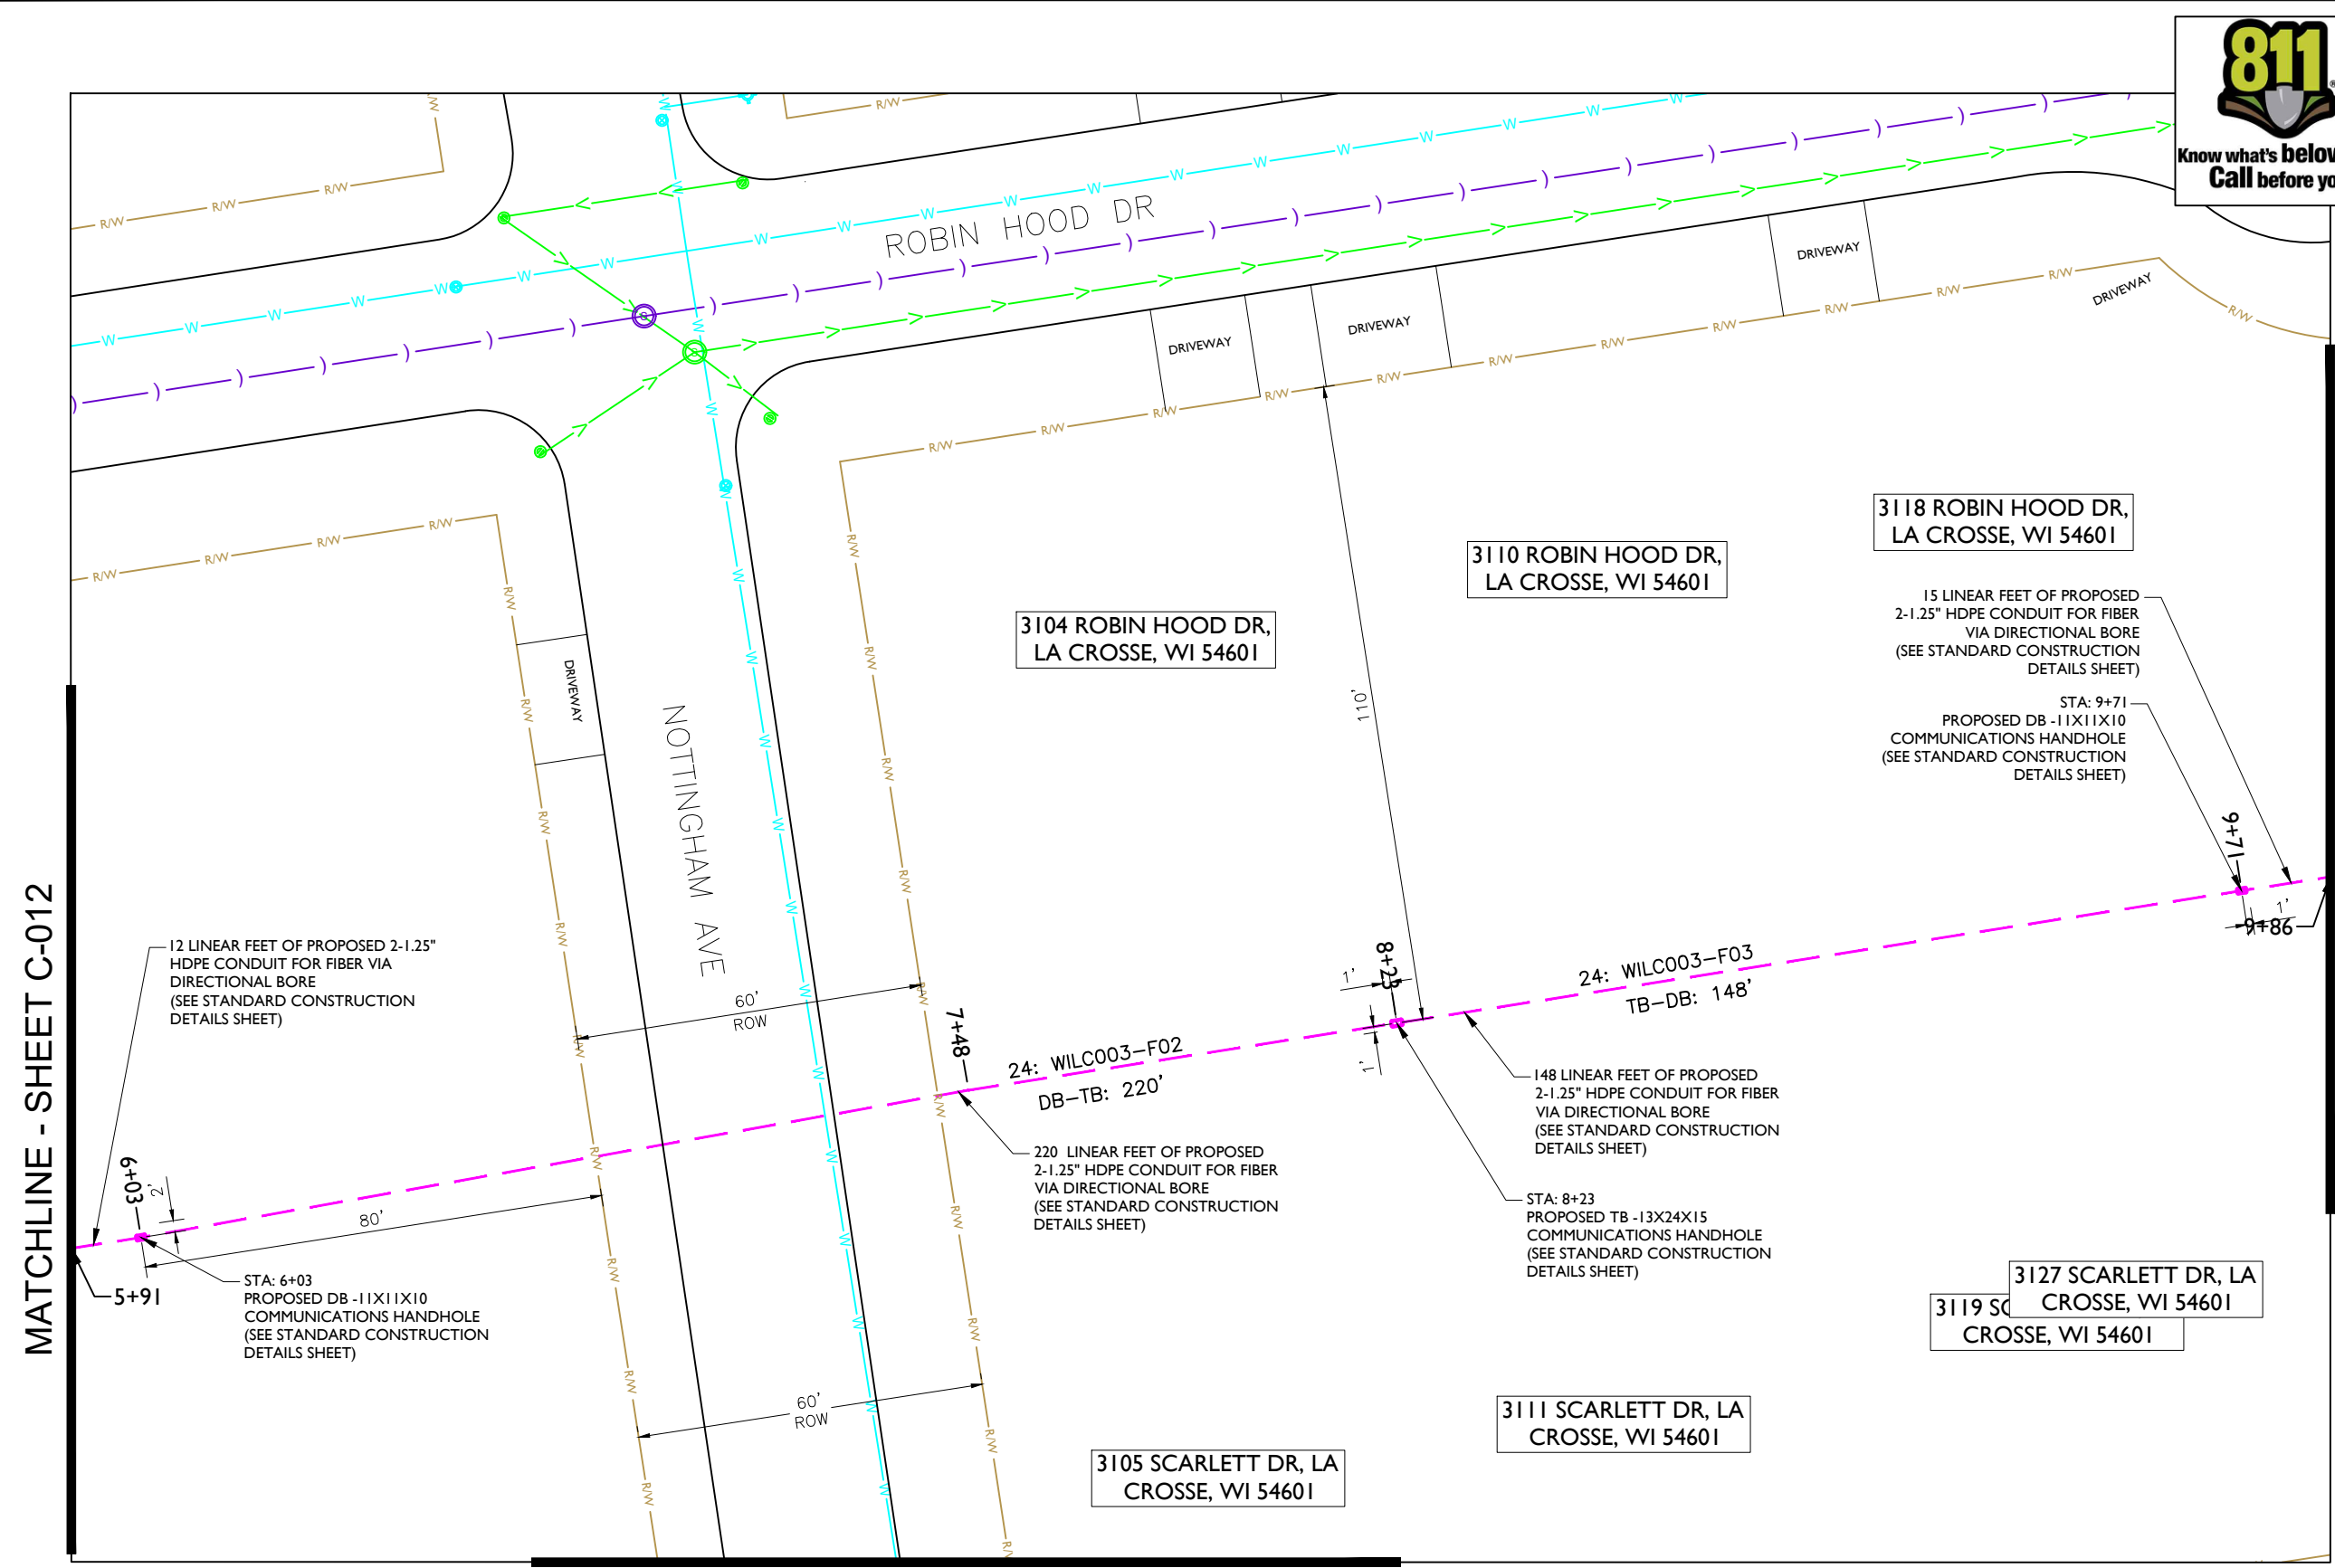 811
Know what's
Call before
ROBIN HOOD DR
DRIVEWAY
DRIVEWAY
DRIVEWAY
DRIVEWAY
DRIVEWAY
NOTTINGHAM AVE
3118 ROBIN HOOD DR,
LA CROSSE, WI 54601
3110 ROBIN HOOD DR,
LA CROSSE, WI 54601
3104 ROBIN HOOD DR,
LA CROSSE, WI 54601
15 LINEAR FEET OF PROPOSED
2-1.25" HDPE CONDUIT FOR FIBER
VIA DIRECTIONAL BORE
(SEE STANDARD CONSTRUCTION
DETAILS SHEET)
STA: 9+71
PROPOSED DB -11X11X10
COMMUNICATIONS HANDHOLE
(SEE STANDARD CONSTRUCTION
DETAILS SHEET)
110'
9+71
1'
9+86
MATCHLINE - SHEET C-012
12 LINEAR FEET OF PROPOSED 2-1.25"
HDPE CONDUIT FOR FIBER VIA
DIRECTIONAL BORE
(SEE STANDARD CONSTRUCTION
DETAILS SHEET)
60'
ROW
7+48
24: WILC003-F02
DB-TB: 220'
1'
8+23
1'
24: WILC003-F03
TB-DB: 148'
148 LINEAR FEET OF PROPOSED
2-1.25" HDPE CONDUIT FOR FIBER
VIA DIRECTIONAL BORE
(SEE STANDARD CONSTRUCTION
DETAILS SHEET)
220 LINEAR FEET OF PROPOSED
2-1.25" HDPE CONDUIT FOR FIBER
VIA DIRECTIONAL BORE
(SEE STANDARD CONSTRUCTION
DETAILS SHEET)
STA: 8+23
PROPOSED TB -13X24X15
COMMUNICATIONS HANDHOLE
(SEE STANDARD CONSTRUCTION
DETAILS SHEET)
6+03
2'
80'
5+91
STA: 6+03
PROPOSED DB -11X11X10
COMMUNICATIONS HANDHOLE
(SEE STANDARD CONSTRUCTION
DETAILS SHEET)
60'
ROW
3127 SCARLETT DR, LA
CROSSE, WI 54601
3119
CROSSE, WI 54601
3111 SCARLETT DR, LA
CROSSE, WI 54601
3105 SCARLETT DR, LA
CROSSE, WI 54601